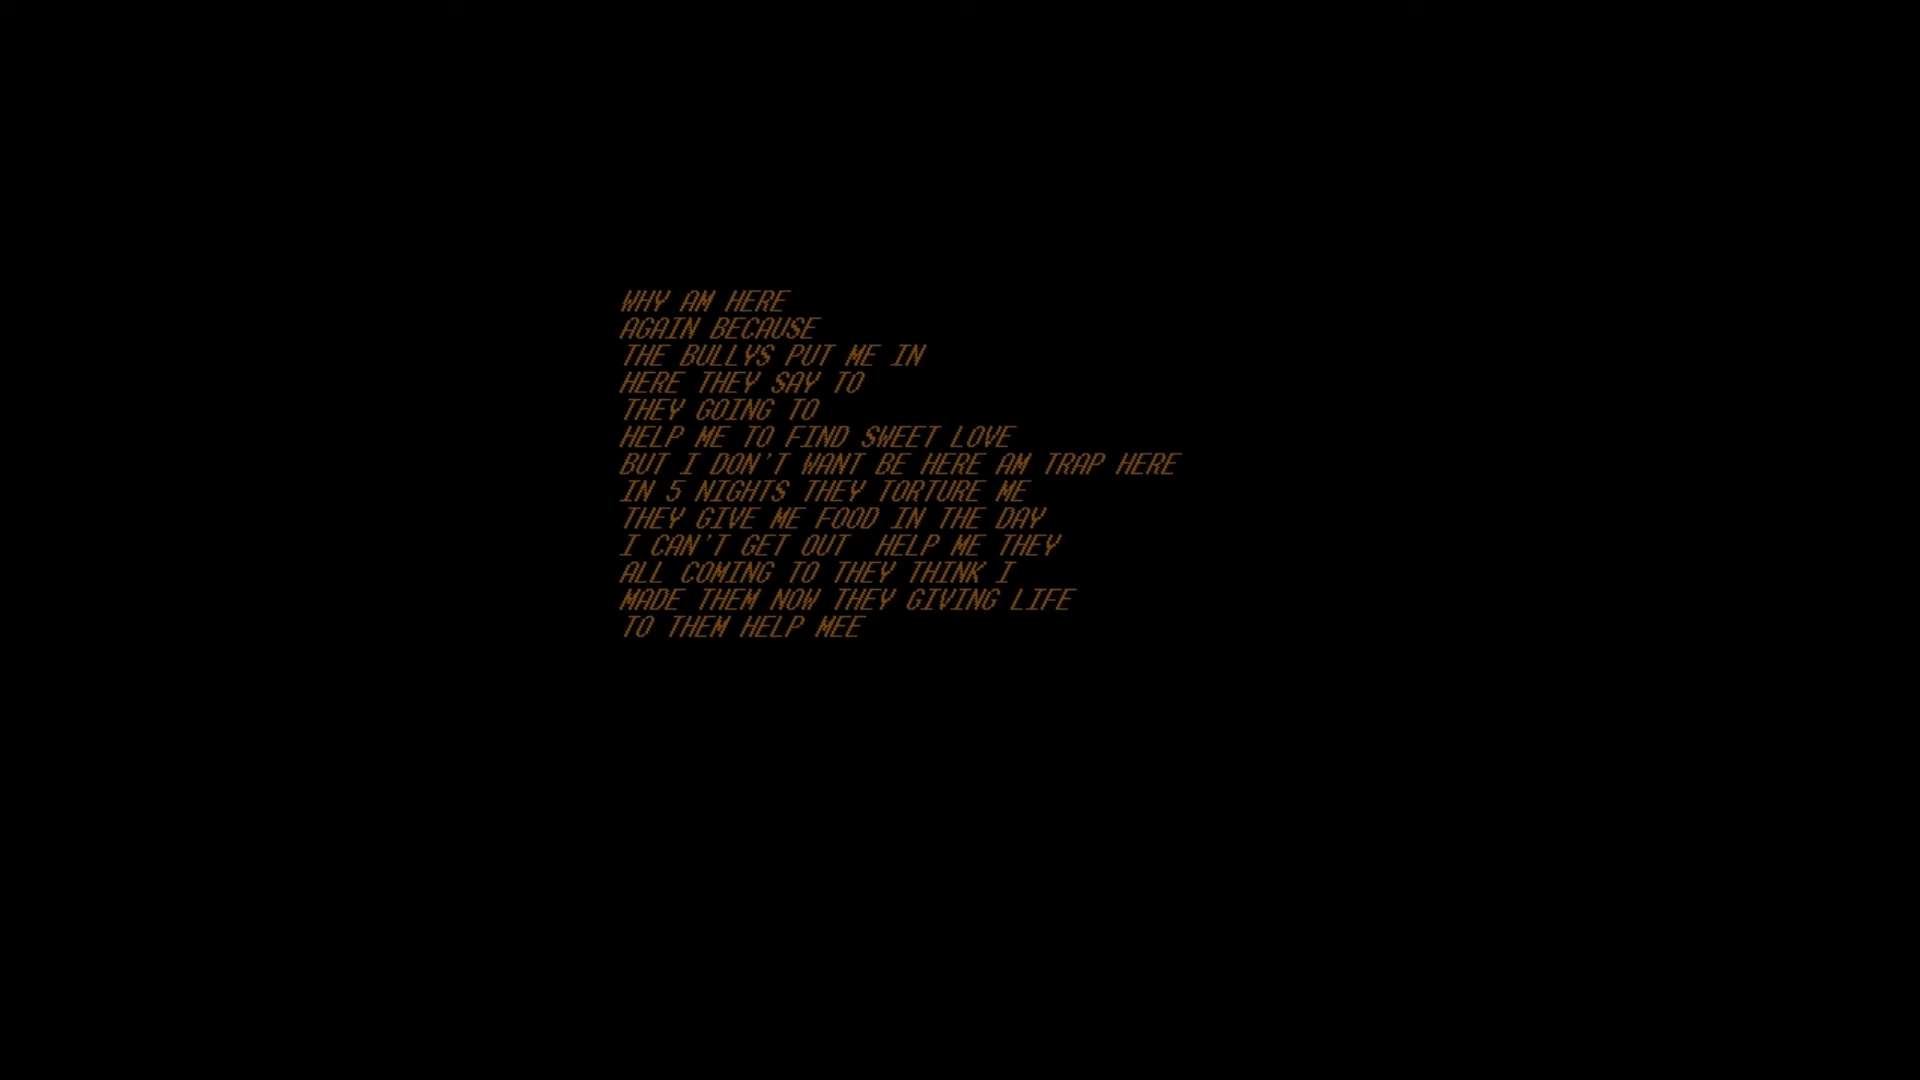 WHY AM HERE
AGAIN BECAUSE
THE BULLYS PUT ME IN
HERE THEY SAY TO
THEY GOING TO
HELP ME TO FIND SWEET LOVE
BUT I DON'T WANT BE HERE AM TRAP HERE
IN 5 NIGHTS THEY TORTURE ME
THEY GIVE ME FOOD IN THE DAY
I CAN'T GET OUT  HELP ME THEY
ALL COMING TO THEY THINK I
MADE THEM NOW THEY GIVING LIFE
TO THEM HELP MEE